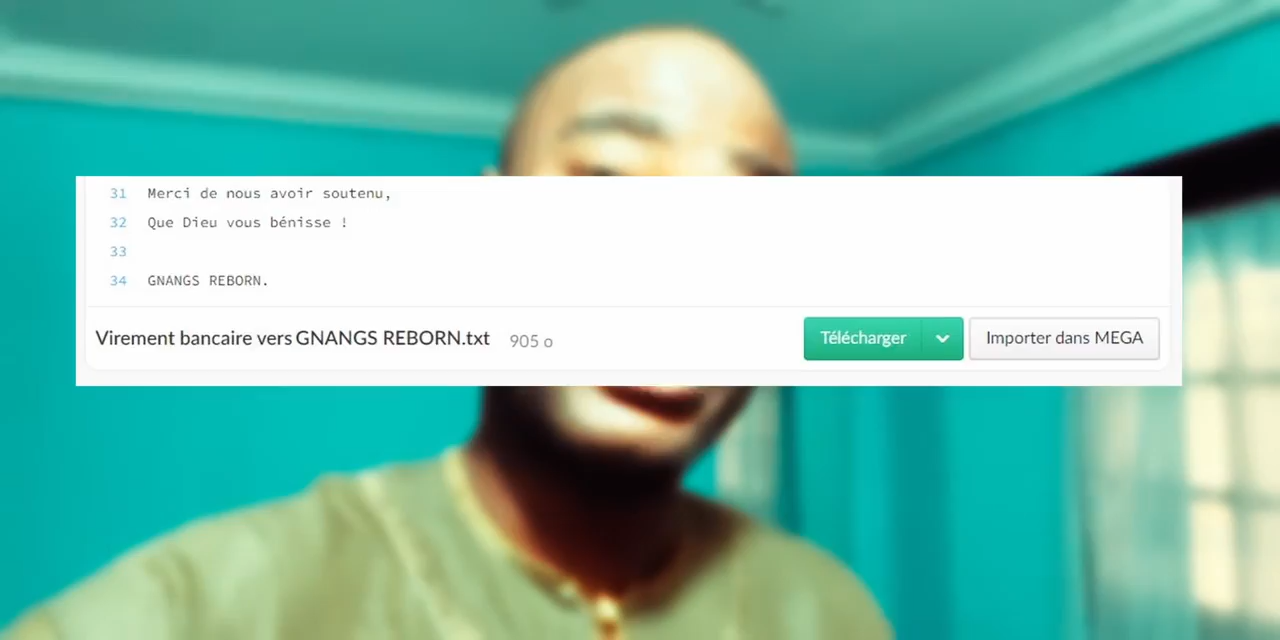 31 Merci de nous avoir soutenu,
32 Que Dieu vous bénisse !
33
34 GNANGS REBORN.
Virement bancaire vers GNANGS REBORN.txt 905 o Télécharger Importer dans MEGA